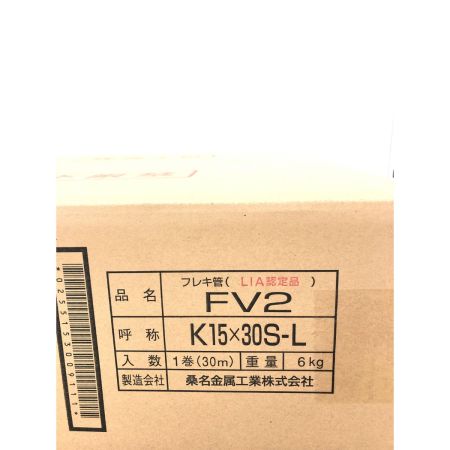 フレキ管( LIA認定品 )
品名 FV2
呼称 K15×30S-L
入数 1巻(30m) 重量 6kg
製造会社 桑名金属工業株式会社
*0255153009111*